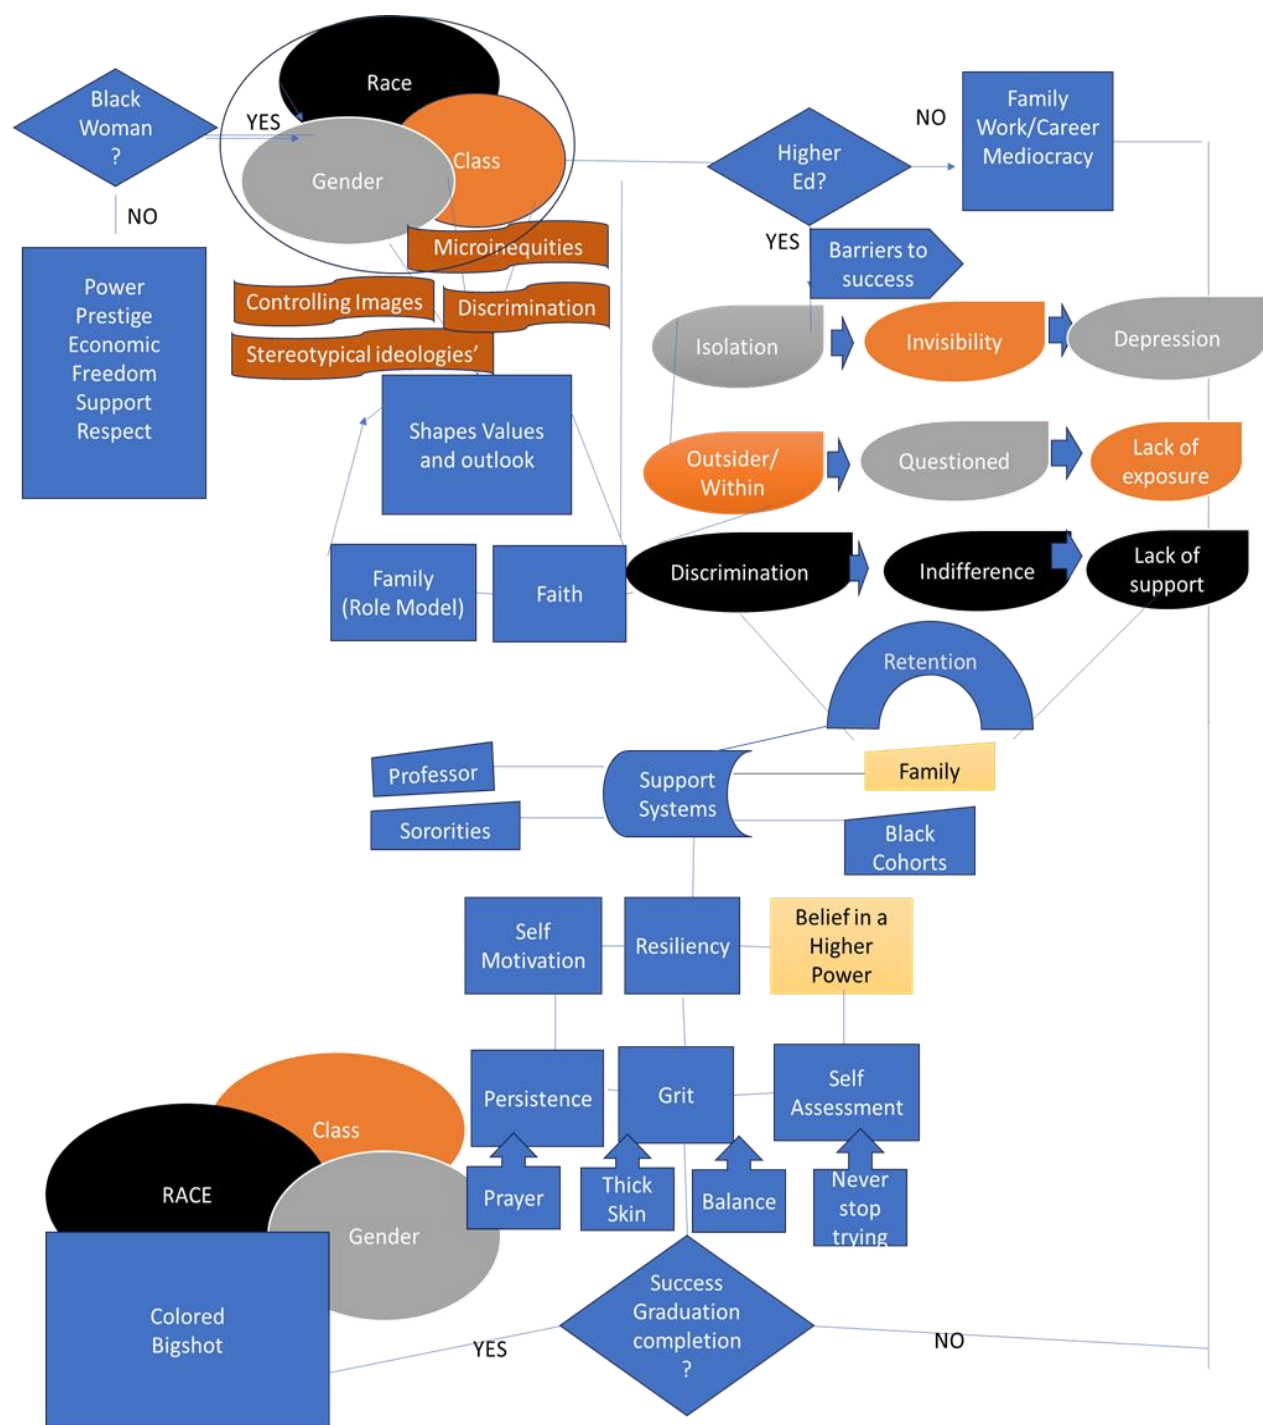 Black
Woman
?
YES
NO
Power
Prestige
Economic
Freedom
Support
Respect
Race
Class
Gender
Microinequities
Controlling Images
Discrimination
Stereotypical ideologies’
Shapes Values
and outlook
Family
(Role Model)
Faith
Higher
Ed?
NO
Family
Work/Career
Mediocracy
YES
Barriers to
success
Isolation
Invisibility
Depression
Outsider/
Within
Questioned
Lack of
exposure
Discrimination
Indifference
Lack of
support
Retention
Professor
Sororities
Support
Systems
Family
Black
Cohorts
Self
Motivation
Resiliency
Belief in a
Higher
Power
Persistence
Grit
Self
Assessment
Prayer
Thick
Skin
Balance
Never
stop
trying
Class
RACE
Gender
Colored
Bigshot
YES
Success
Graduation
completion
?
NO